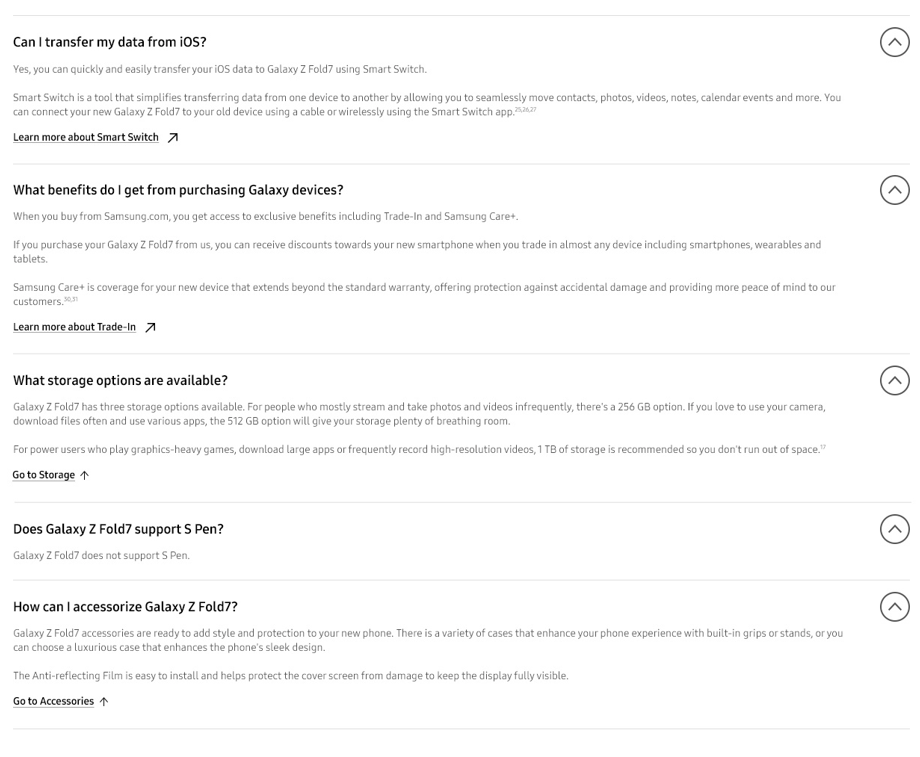 Can I transfer my data from iOS?
Yes, you can quickly and easily transfer your iOS data to Galaxy Z Fold7 using Smart Switch.
Smart Switch is a tool that simplifies transferring data from one device to another by allowing you to seamlessly move contacts, photos, videos, notes, calendar events and more. You
can connect your new Galaxy Z Fold7 to your old device using a cable or wirelessly using the Smart Switch app.25,26,27
Learn more about Smart Switch
What benefits do I get from purchasing Galaxy devices?
When you buy from Samsung.com, you get access to exclusive benefits including Trade-In and Samsung Care+.
If you purchase your Galaxy Z Fold7 from us, you can receive discounts towards your new smartphone when you trade in almost any device including smartphones, wearables and
tablets.
Samsung Care+ is coverage for your new device that extends beyond the standard warranty, offering protection against accidental damage and providing more peace of mind to our
customers.30,31
Learn more about Trade-In
What storage options are available?
Galaxy Z Fold7 has three storage options available. For people who mostly stream and take photos and videos infrequently, there's a 256 GB option. If you love to use your camera,
download files often and use various apps, the 512 GB option will give your storage plenty of breathing room.
For power users who play graphics-heavy games, download large apps or frequently record high-resolution videos, 1 TB of storage is recommended so you don't run out of space.17
Go to Storage
Does Galaxy Z Fold7 support S Pen?
Galaxy Z Fold7 does not support S Pen.
How can I accessorize Galaxy Z Fold7?
Galaxy Z Fold7 accessories are ready to add style and protection to your new phone. There is a variety of cases that enhance your phone experience with built-in grips or stands, or you
can choose a luxurious case that enhances the phone's sleek design.
The Anti-reflecting Film is easy to install and helps protect the cover screen from damage to keep the display fully visible.
Go to Accessories